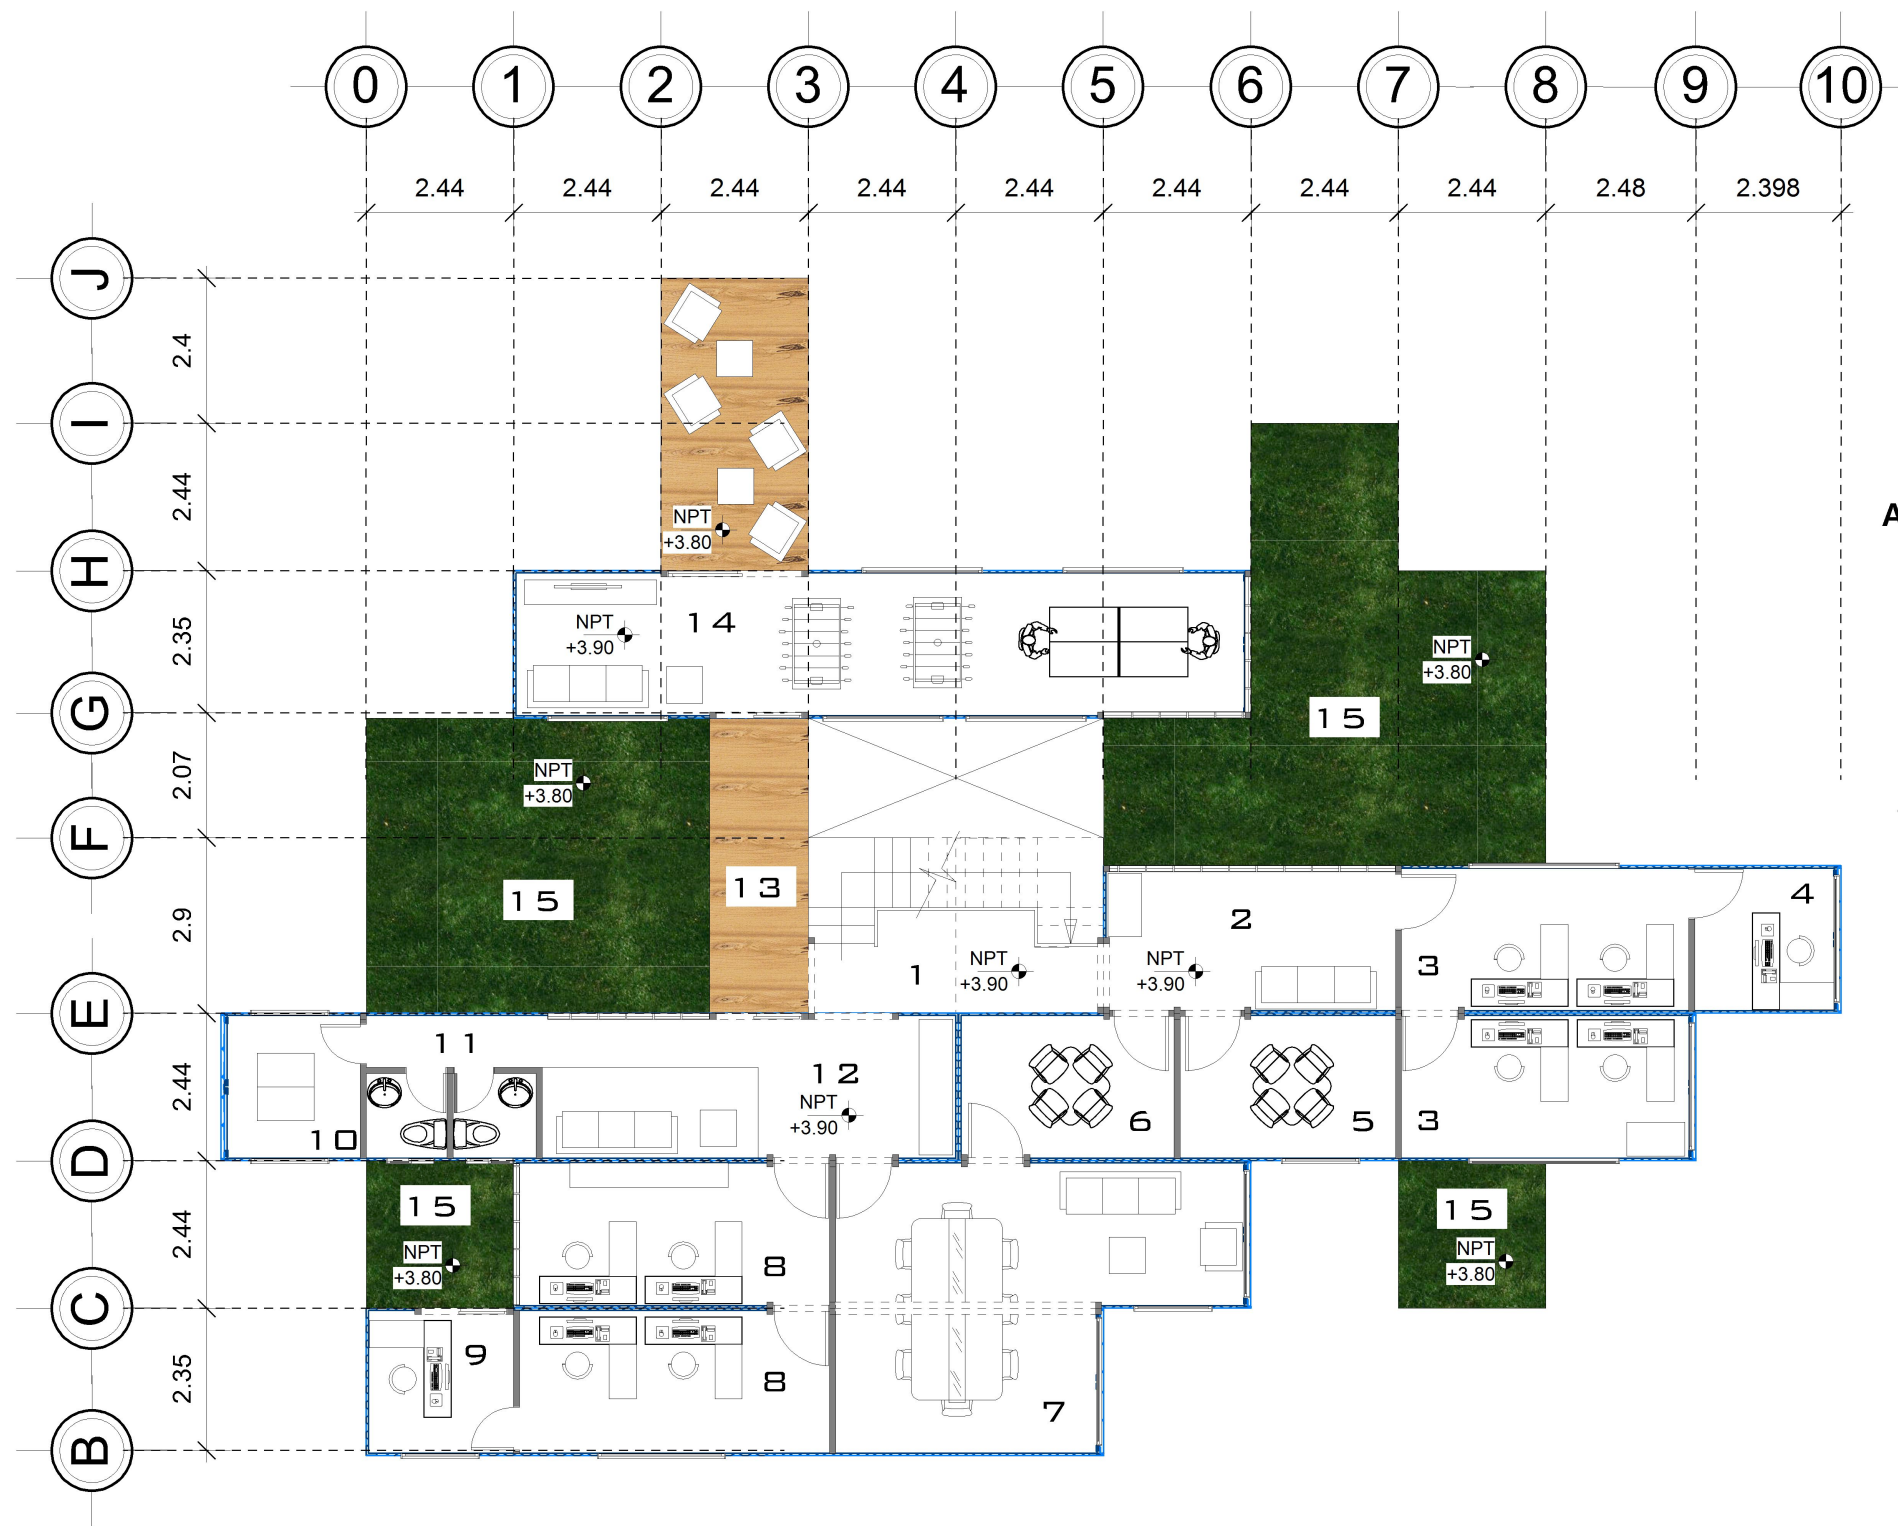 0 1 2 3 4 5 6 7 8 9 10
2.44 2.44 2.44 2.44 2.44 2.44 2.44 2.44 2.48 2.398
J
2.4
I
2.44
A
NPT
+3.80
H
2.35
NPT
+3.90
14
NPT
+3.80
G
15
2.07
NPT
+3.80
F
2.9
15
13
2
4
1
NPT
+3.90
NPT
+3.90
3
E
2.44
11
12
NPT
+3.90
10
6
5
3
D
2.44
15
NPT
+3.80
8
15
NPT
+3.80
C
2.35
9
8
7
B